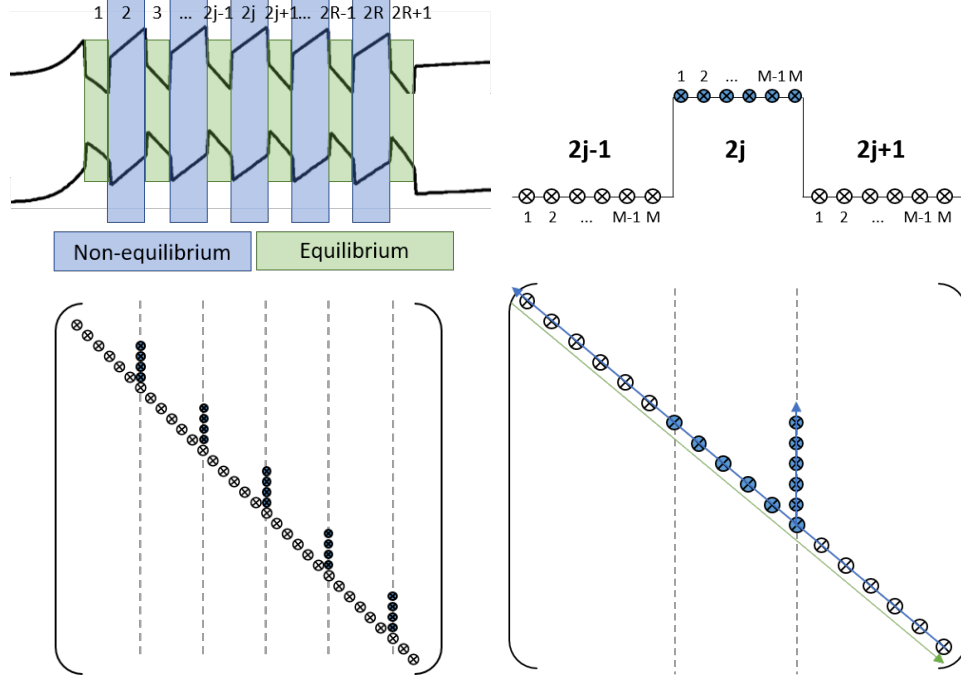 1 2 3 ... 2j-1 2j 2j+1 ... 2R-1 2R 2R+1
Non-equilibrium Equilibrium
1 2 ... M-1 M
2j-1 2j 2j+1
1 2 ... M-1 M 1 2 ... M-1 M